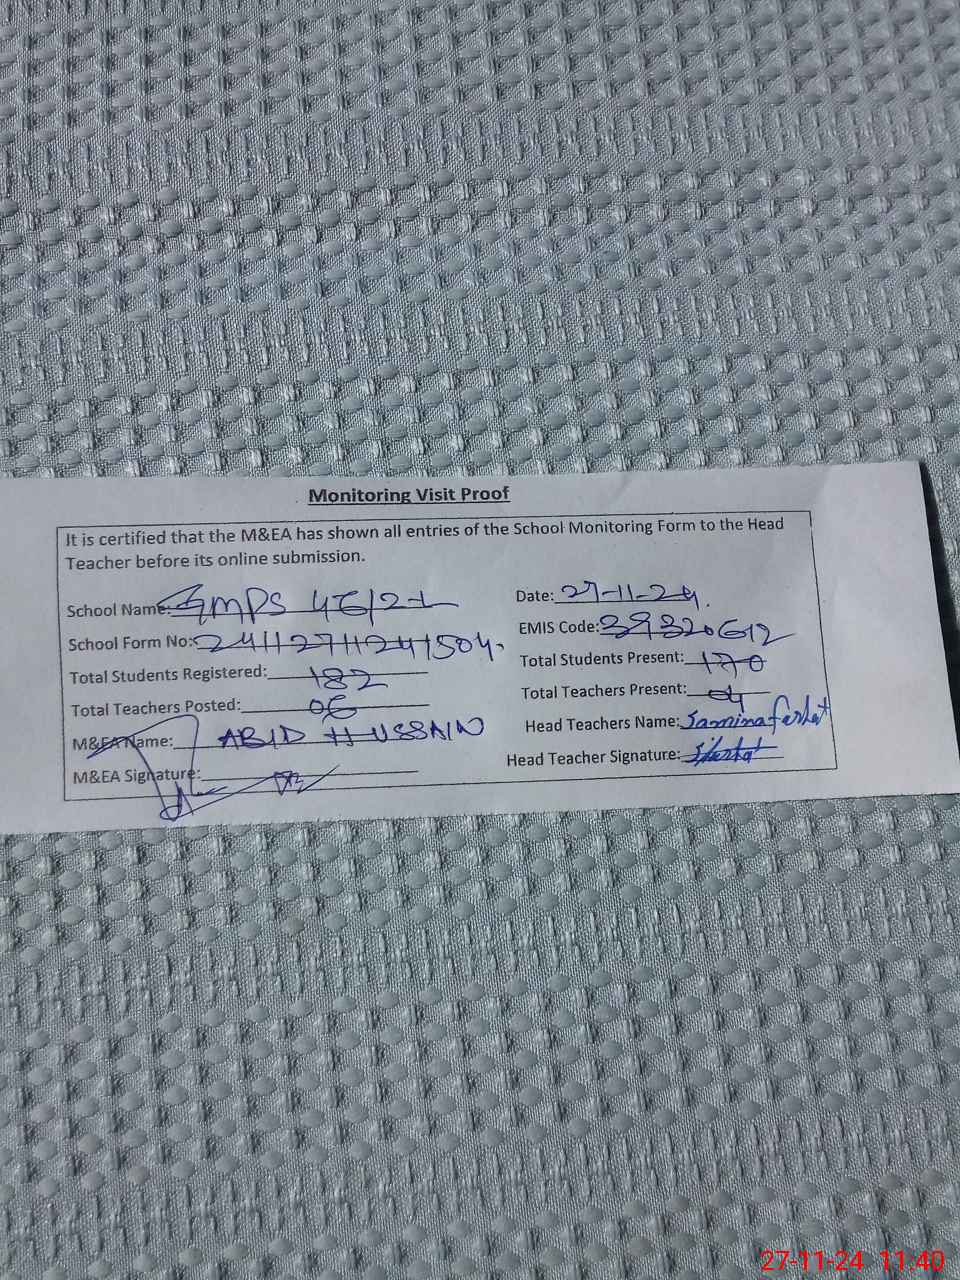 Monitoring Visit Proof
It is certified that the M&EA has shown all entries of the School Monitoring Form to the Head
Teacher before its online submission.
School Name: GMPS 46/2-L Date: 27-11-24.
School Form No: 241127112411504. EMIS Code: 39320612
Total Students Registered: 182 Total Students Present: 170
Total Teachers Posted: 06 Total Teachers Present: 04
M&EA Name: ABID HUSSAIN Head Teachers Name: Samina farhat
M&EA Signature: Head Teacher Signature:
27-11-24 11:40